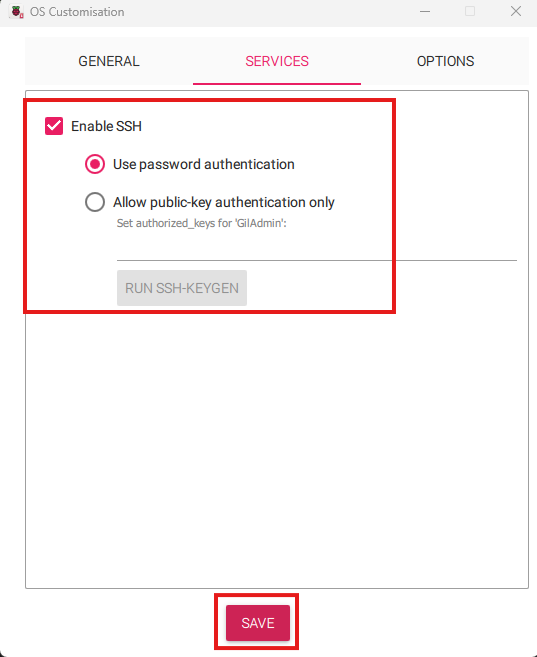 OS Customisation
GENERAL
SERVICES
OPTIONS
Enable SSH
Use password authentication
Allow public-key authentication only
Set authorized_keys for 'GilAdmin':
RUN SSH-KEYGEN
SAVE